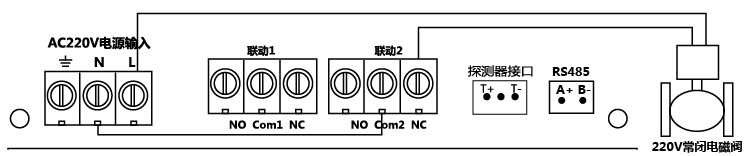 AC220V电源输入
N L
联动1
NO Com1 NC
联动2
NO Com2 NC
探测器接口
T+ T-
RS485
A+ B-
220V常闭电磁阀